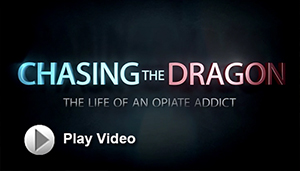 CHASING THE DRAGON
THE LIFE OF AN OPIATE ADDICT
Play Video